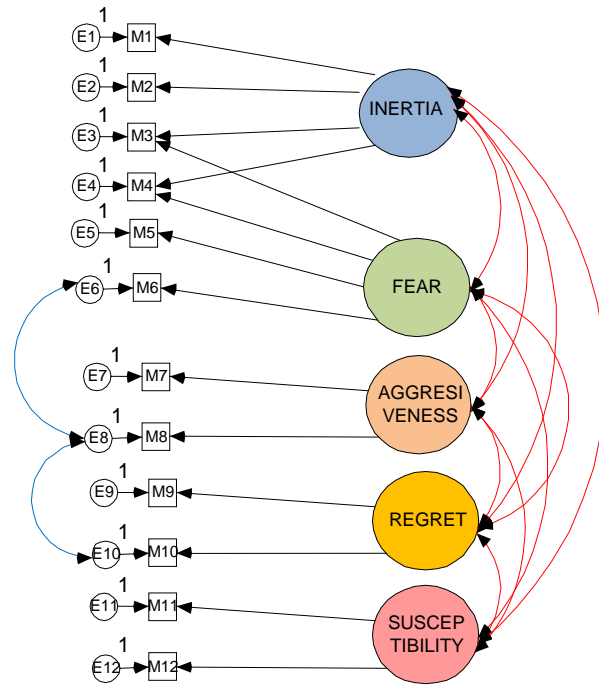 1
E1 M1
1
E2 M2
INERTIA
1
E3 M3
1
E4 M4
1
E5 M5
1
E6 M6
FEAR
1
E7 M7
AGGRESI
VENESS
1
E8 M8
1
E9 M9
REGRET
1
E10 M10
1
E11 M11
SUSCEP
TIBILITY
1
E12 M12